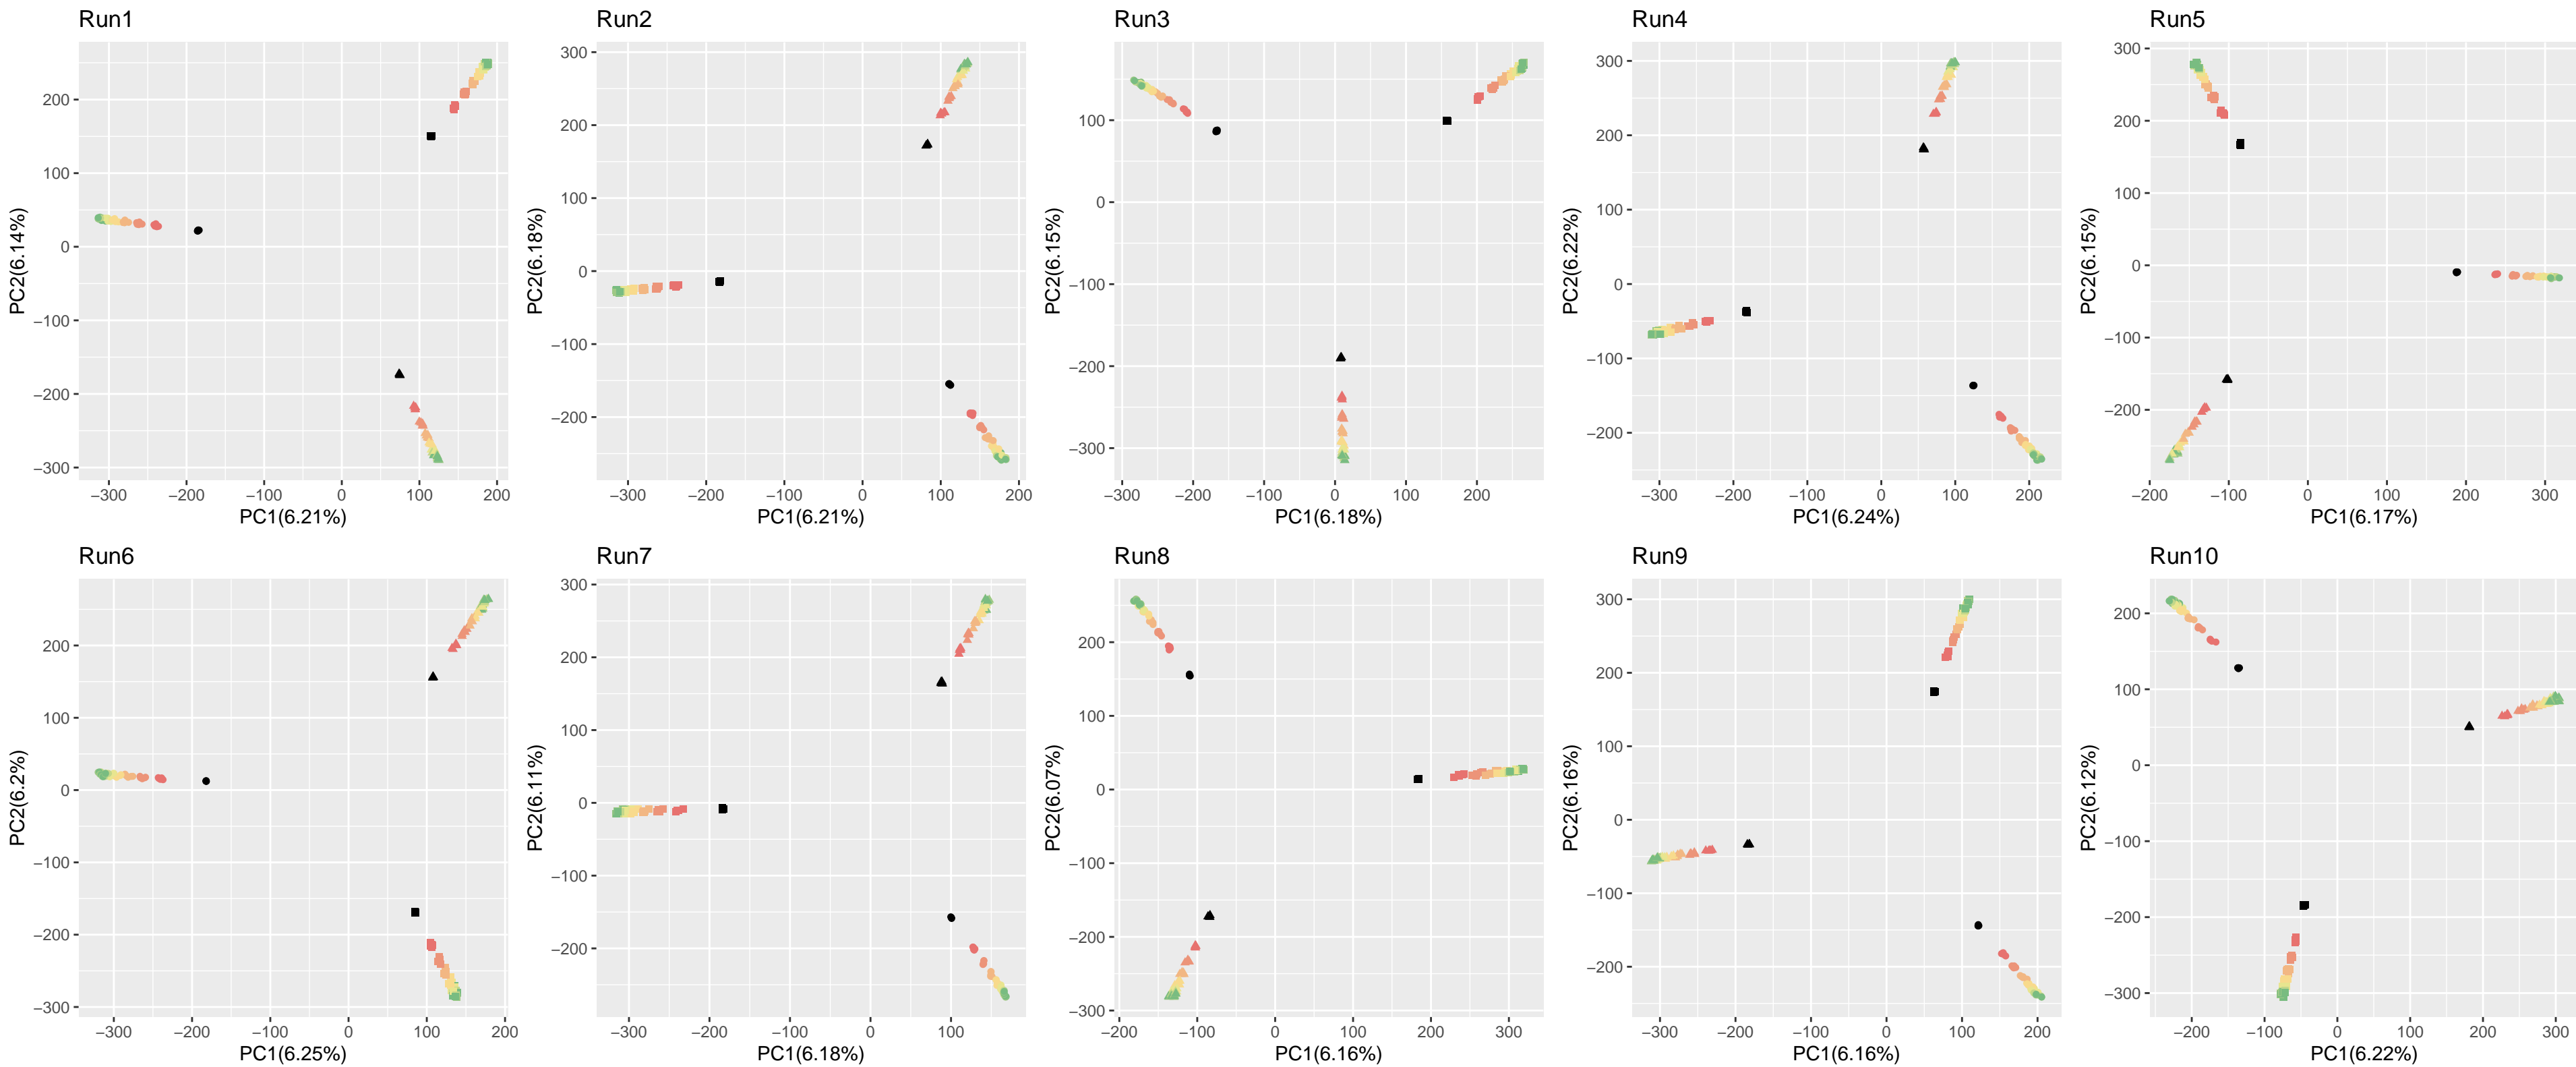 Run1 Run2 Run3 Run4 Run5
PC2(6.14%) 200 100 0 −100 −200 −300
−300 −200 −100 0 100 200
PC1(6.21%)
PC2(6.18%) 300 200 100 0 −100 −200
−300 −200 −100 0 100 200
PC1(6.21%)
PC2(6.15%) 100 0 −100 −200 −300
−300 −200 −100 0 100 200
PC1(6.18%)
PC2(6.22%) 300 200 100 0 −100 −200
−300 −200 −100 0 100 200
PC1(6.24%)
PC2(6.15%) 300 200 100 0 −100 −200
−200 −100 0 100 200 300
PC1(6.17%)
Run6 Run7 Run8 Run9 Run10
PC2(6.2%) 200 100 0 −100 −200 −300
−300 −200 −100 0 100 200
PC1(6.25%)
PC2(6.11%) 300 200 100 0 −100 −200
−300 −200 −100 0 100
PC1(6.18%)
PC2(6.07%) 200 100 0 −100 −200 −300
−200 −100 0 100 200 300
PC1(6.16%)
PC2(6.16%) 300 200 100 0 −100 −200
−300 −200 −100 0 100 200
PC1(6.16%)
PC2(6.12%) 200 100 0 −100 −200 −300
−200 −100 0 100 200 300
PC1(6.22%)